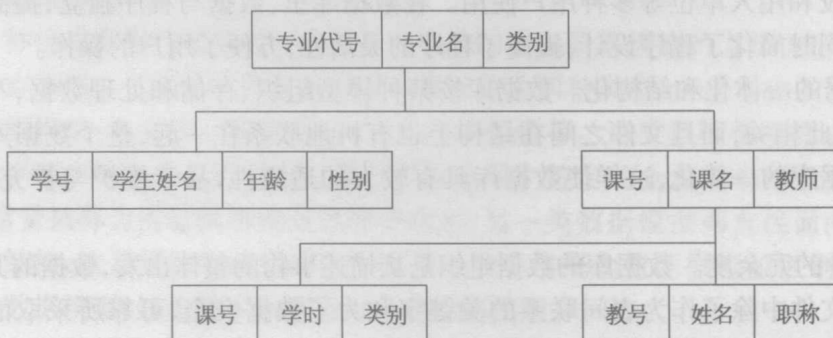 专业代号 专业名 类别
学号 学生姓名 年龄 性别 课号 课名 教师
课号 学时 类别 教号 姓名 职称